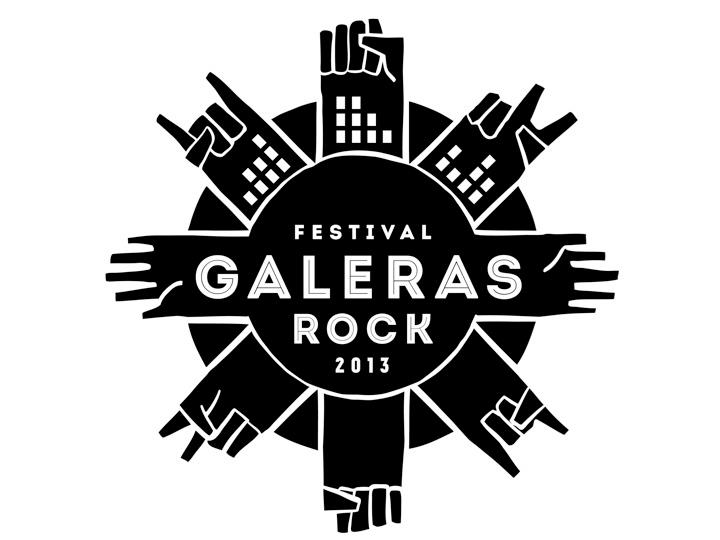 FESTIVAL
GALERAS
ROCK
2013